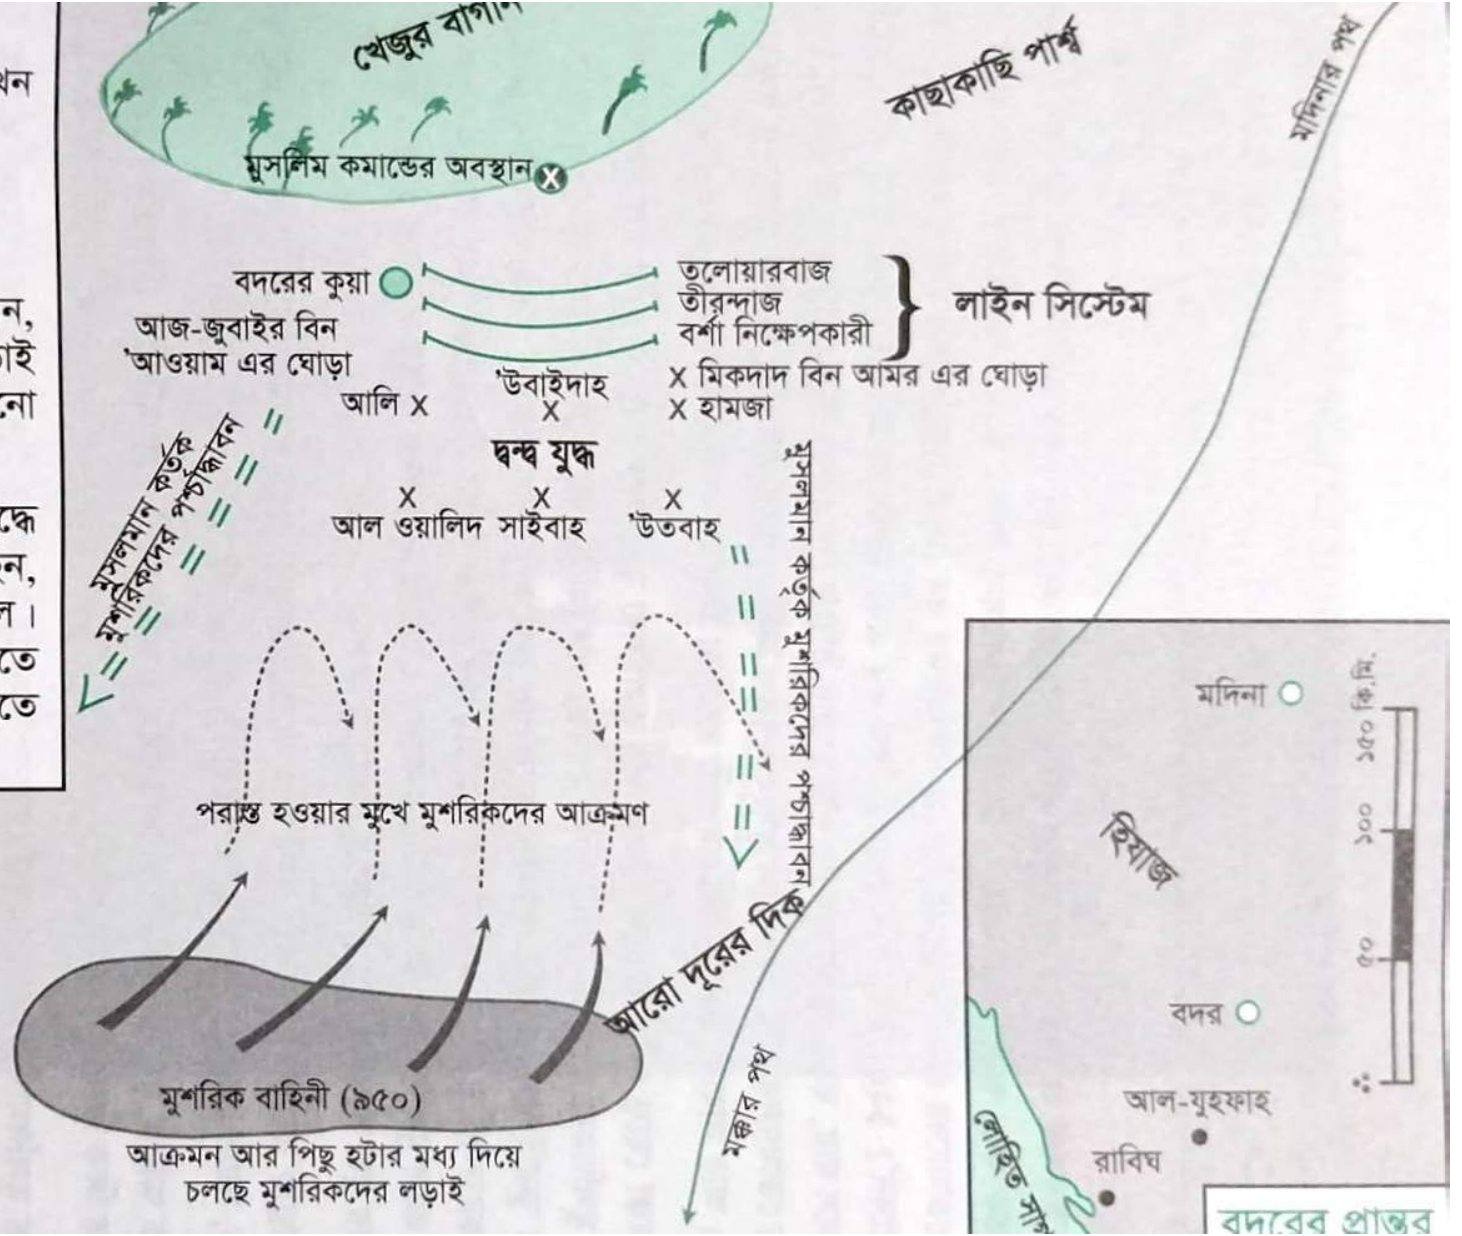 খেজুর বাগান
কাছাকাছি পার্শ্ব
মদিনার পথ
মুসলিম কমান্ডের অবস্থান
X
বদরের কুয়া
তলোয়ারবাজ
তীরন্দাজ
বর্শা নিক্ষেপকারী
লাইন সিস্টেম
আজ-জুবাইর বিন
'আওয়াম এর ঘোড়া
X মিকদাদ বিন আমর এর ঘোড়া
আলি X
'উবাইদাহ
X
X হামজা
দ্বন্দ্ব যুদ্ধ
X X X
আল ওয়ালিদ সাইবাহ 'উতবাহ
মুসলমান কর্তৃক
মুশরিকদের পশ্চাদ্ধাবন
মুসলমান কর্তৃক মুশরিকদের পশ্চাদ্ধাবন
পরাস্ত হওয়ার মুখে মুশরিকদের আক্রমণ
আরো দূরের দিক
মক্কার পথ
মুশরিক বাহিনী (৯৫০)
আক্রমন আর পিছু হটার মধ্য দিয়ে
চলছে মুশরিকদের লড়াই
মদিনা
হিযাজ
বদর
আল-যুহফাহ
রাবিঘ
লোহিত
১৫০ কি.মি.
১০০
৫০
বদরের প্রান্তর